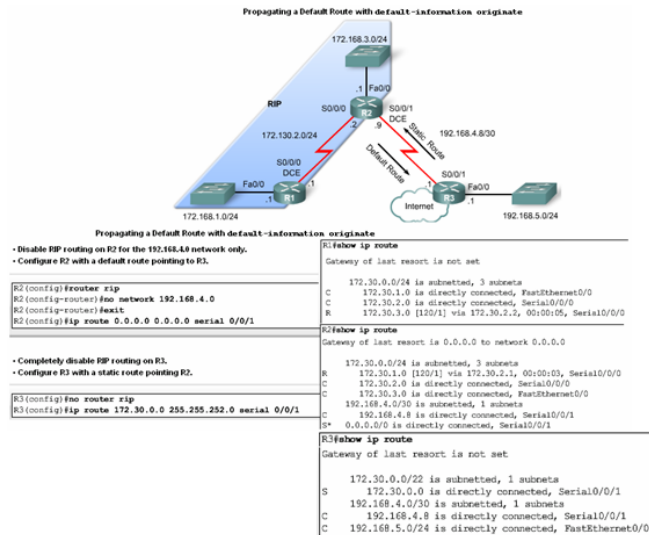 Propagating a Default Route with default-information originate
172.168.3.0/24
.1
Fa0/0
RIP
S0/0/0
R2
S0/0/1
DCE
.2
.9
172.130.2.0/24
Static Route
192.168.4.8/30
Default Route
S0/0/0
DCE
S0/0/1
Fa0/0
.1
R1
.1
.1
R3
Fa0/0
.1
Internet
172.168.1.0/24
192.168.5.0/24
Propagating a Default Route with default-information originate
• Disable RIP routing on R2 for the 192.168.4.0 network only.
• Configure R2 with a default route pointing to R3.
R2(config)#router rip
R2(config-router)#no network 192.168.4.0
R2(config-router)#exit
R2(config)#ip route 0.0.0.0 0.0.0.0 serial 0/0/1
• Completely disable RIP routing on R3.
• Configure R3 with a static route pointing R2.
R3(config)#no router rip
R3(config)#ip route 172.30.0.0 255.255.252.0 serial 0/0/1
R1#show ip route
Gateway of last resort is not set
172.30.0.0/24 is subnetted, 3 subnets
C 172.30.1.0 is directly connected, FastEthernet0/0
C 172.30.2.0 is directly connected, Serial0/0/0
R 172.30.3.0 [120/1] via 172.30.2.2, 00:00:05, Serial0/0/0
R2#show ip route
Gateway of last resort is 0.0.0.0 to network 0.0.0.0
172.30.0.0/24 is subnetted, 3 subnets
R 172.30.1.0 [120/1] via 172.30.2.1, 00:00:03, Serial0/0/0
C 172.30.2.0 is directly connected, Serial0/0/0
C 172.30.3.0 is directly connected, FastEthernet0/0
192.168.4.0/30 is subnetted, 1 subnets
C 192.168.4.8 is directly connected, Serial0/0/1
S* 0.0.0.0/0 is directly connected, Serial0/0/1
R3#show ip route
Gateway of last resort is not set
172.30.0.0/22 is subnetted, 1 subnets
S 172.30.0.0 is directly connected, Serial0/0/1
192.168.4.0/30 is subnetted, 1 subnets
C 192.168.4.8 is directly connected, Serial0/0/1
C 192.168.5.0/24 is directly connected, FastEthernet0/0